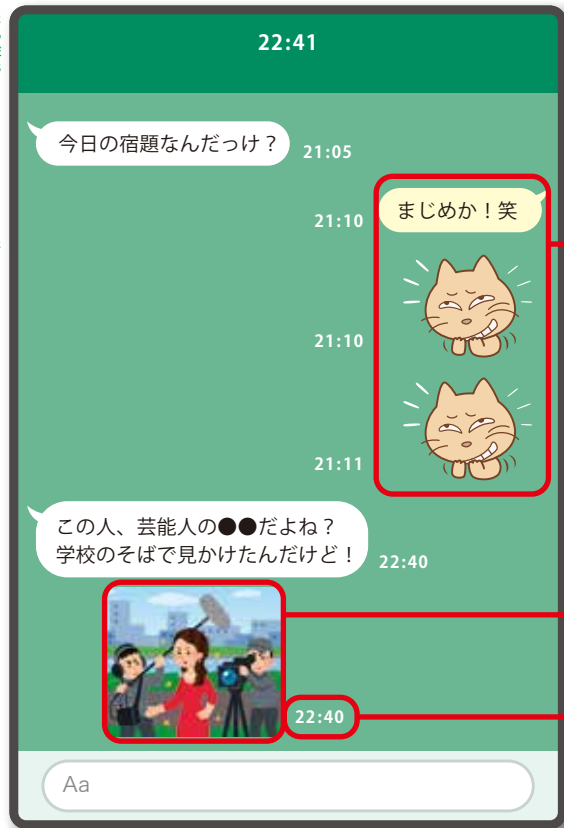 22:41
今日の宿題なんだっけ？
21:05
まじめか！笑
21:10
21:10
21:11
この人、芸能人の●●だよね？
学校のそばで見かけたんだけど！
22:40
22:40
Aa